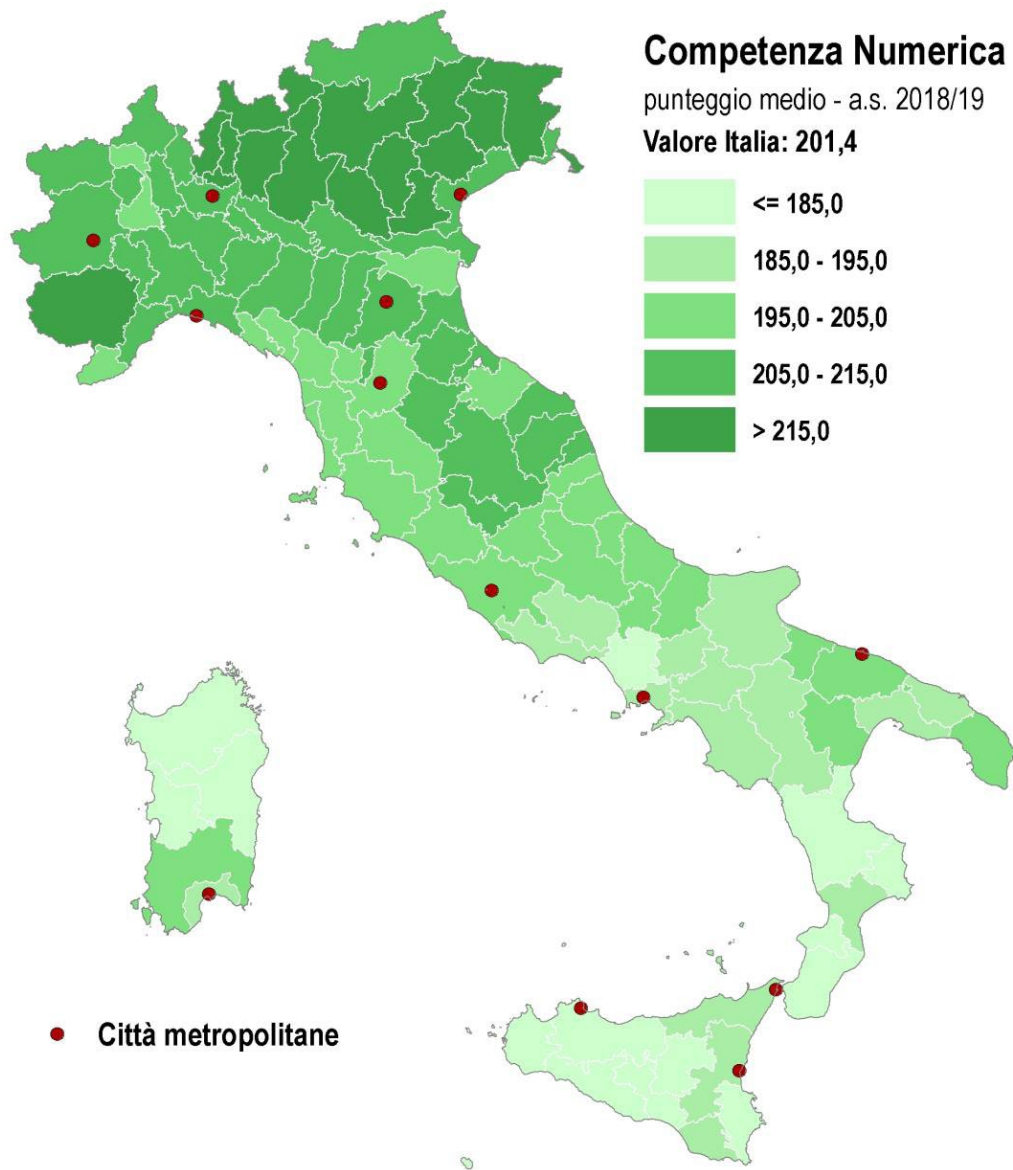 Competenza Numerica
punteggio medio - a.s. 2018/19
Valore Italia: 201,4
<= 185,0
185,0 - 195,0
195,0 - 205,0
205,0 - 215,0
> 215,0
Città metropolitane